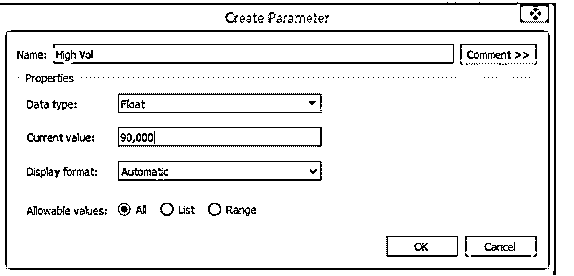 Create Parameter
Name: High Vol Comment >>
Properties
Data type: Float
Current value: 90,000
Display format: Automatic
Allowable values: All List Range
OK Cancel